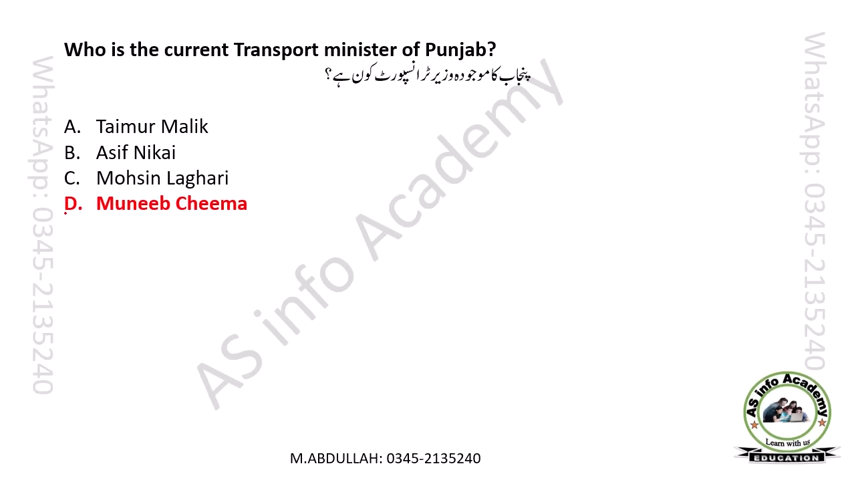 Who is the current Transport minister of Punjab?
پنجاب کا موجودہ وزیر ٹرانسپورٹ کون ہے؟
A. Taimur Malik
B. Asif Nikai
C. Mohsin Laghari
D. Muneeb Cheema
WhatsApp: 0345-2135240
AS info Academy
WhatsApp: 0345-2135240
AS info Academy
Learn with us
EDUCATION
M.ABDULLAH: 0345-2135240